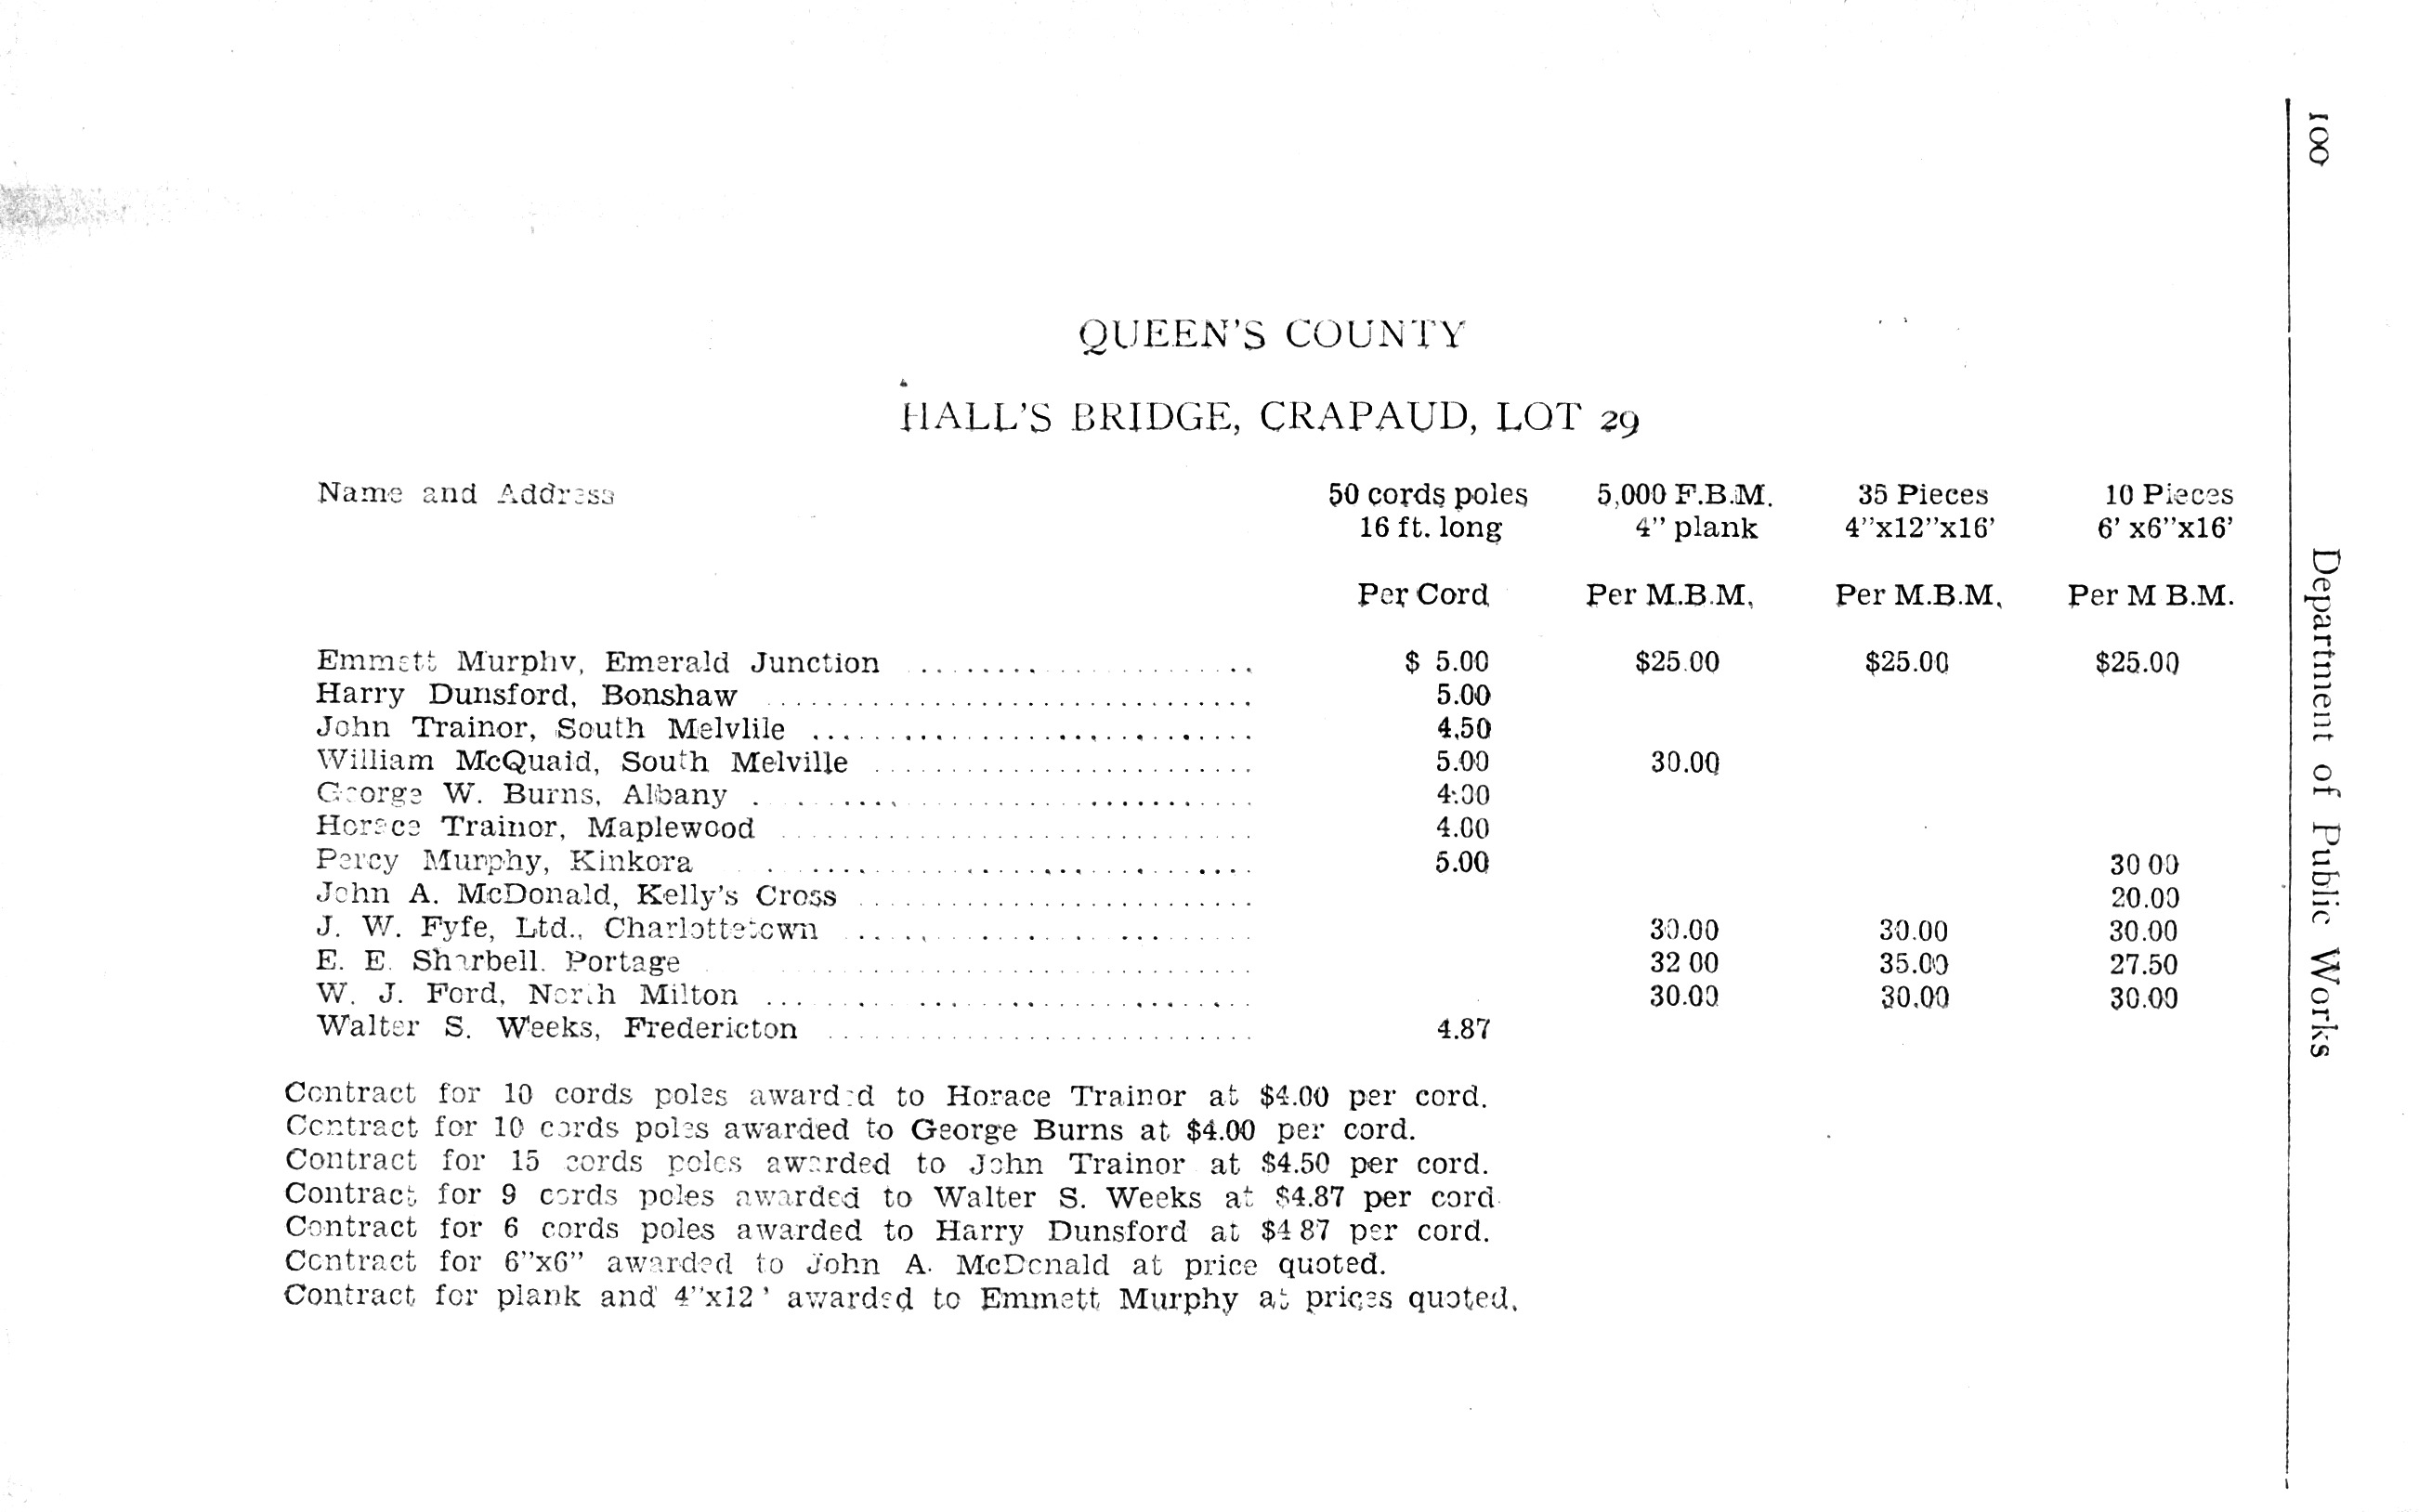 100 Department of Public Works
QUEEN'S COUNTY
HALL'S BRIDGE, CRAPAUD, LOT 29
Name and Address 50 cords poles 5,000 F.B.M. 35 Pieces 10 Pieces
16 ft. long 4" plank 4"x12"x16' 6' x6"x16'
Per Cord Per M.B.M. Per M.B.M. Per M B.M.
Emmett Murphy, Emerald Junction $ 5.00 $25.00 $25.00 $25.00
Harry Dunsford, Bonshaw 5.00
John Trainor, South Melvlile 4.50
William McQuaid, South Melville 5.00 30.00
George W. Burns, Albany 4.00
Horace Trainor, Maplewood 4.00
Percy Murphy, Kinkora 5.00 30 00
John A. McDonald, Kelly's Cross 20.00
J. W. Fyfe, Ltd., Charlottetown 30.00 30.00 30.00
E. E. Sharbell. Portage 32 00 35.00 27.50
W. J. Ford, North Milton 30.00 30.00 30.00
Walter S. Weeks, Fredericton 4.87
Contract for 10 cords poles awarded to Horace Trainor at $4.00 per cord.
Contract for 10 cords poles awarded to George Burns at $4.00 per cord.
Contract for 15 cords poles awarded to John Trainor at $4.50 per cord.
Contract for 9 cords poles awarded to Walter S. Weeks at $4.87 per cord.
Contract for 6 cords poles awarded to Harry Dunsford at $4 87 per cord.
Contract for 6"x6" awarded to John A. McDonald at price quoted.
Contract for plank and 4"x12' awarded to Emmett Murphy at prices quoted.